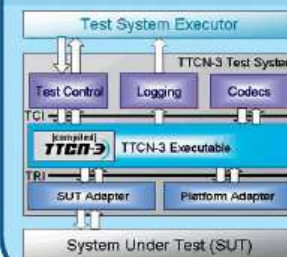 Test System Executor
TTCN-3 Test System
Test Control
Logging
Codecs
TCI
[compiled]
TTCN-3
TTCN-3 Executable
TRI
SUT Adapter
Platform Adapter
System Under Test (SUT)